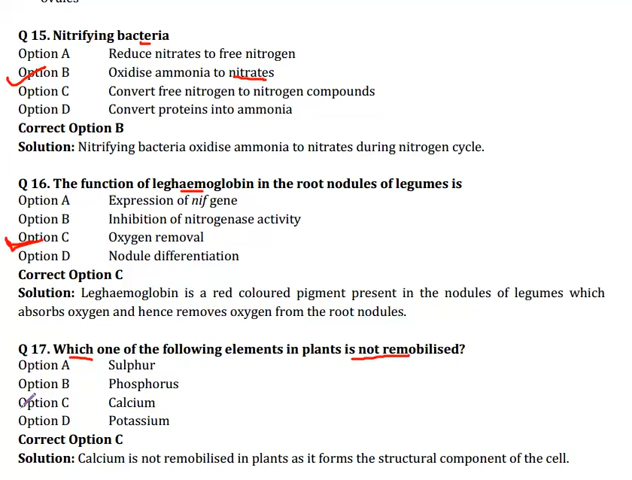 ovules
Q 15. Nitrifying bacteria
Option A Reduce nitrates to free nitrogen
Option B Oxidise ammonia to nitrates
Option C Convert free nitrogen to nitrogen compounds
Option D Convert proteins into ammonia
Correct Option B
Solution: Nitrifying bacteria oxidise ammonia to nitrates during nitrogen cycle.
Q 16. The function of leghaemoglobin in the root nodules of legumes is
Option A Expression of nif gene
Option B Inhibition of nitrogenase activity
Option C Oxygen removal
Option D Nodule differentiation
Correct Option C
Solution: Leghaemoglobin is a red coloured pigment present in the nodules of legumes which
absorbs oxygen and hence removes oxygen from the root nodules.
Q 17. Which one of the following elements in plants is not remobilised?
Option A Sulphur
Option B Phosphorus
Option C Calcium
Option D Potassium
Correct Option C
Solution: Calcium is not remobilised in plants as it forms the structural component of the cell.